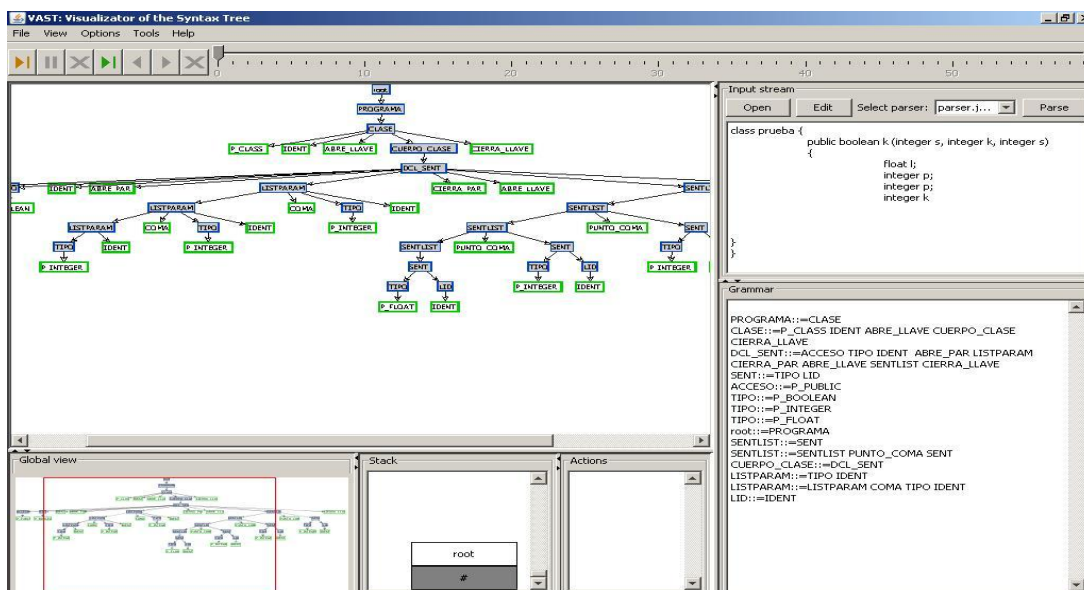 VAST: Visualizator of the Syntax Tree
File View Options Tools Help
0 10 20 30 40 50
root
PROGRAMA
CLASE
P_CLASS IDENT ABRE_LLAVE CUERPO_CLASE CIERRA_LLAVE
DCL_SENT
IDENT ABRE_PAR LISTPARAM CIERRA_PAR ABRE_LLAVE SENTL
LEAN LISTPARAM COMA TIPO IDENT SENTLIST
LISTPARAM COMA TIPO IDENT P_INTEGER SENTLIST PUNTO_COMA SENT
TIPO IDENT P_INTEGER SENTLIST PUNTO_COMA SENT TIPO
P_INTEGER SENT TIPO LID P_INTEGER
TIPO LID P_INTEGER IDENT
P_FLOAT IDENT
Input stream
Open Edit Select parser: parser.j... Parse
class prueba {
public boolean k (integer s, integer k, integer s)
{
float l;
integer p;
integer p;
integer k
}
}
Grammar
PROGRAMA::=CLASE
CLASE::=P_CLASS IDENT ABRE_LLAVE CUERPO_CLASE
CIERRA_LLAVE
DCL_SENT::=ACCESO TIPO IDENT ABRE_PAR LISTPARAM
CIERRA_PAR ABRE_LLAVE SENTLIST CIERRA_LLAVE
SENT::=TIPO LID
ACCESO::=P_PUBLIC
TIPO::=P_BOOLEAN
TIPO::=P_INTEGER
TIPO::=P_FLOAT
root::=PROGRAMA
SENTLIST::=SENT
SENTLIST::=SENTLIST PUNTO_COMA SENT
CUERPO_CLASE::=DCL_SENT
LISTPARAM::=TIPO IDENT
LISTPARAM::=LISTPARAM COMA TIPO IDENT
LID::=IDENT
Global view
Stack
root
#
Actions